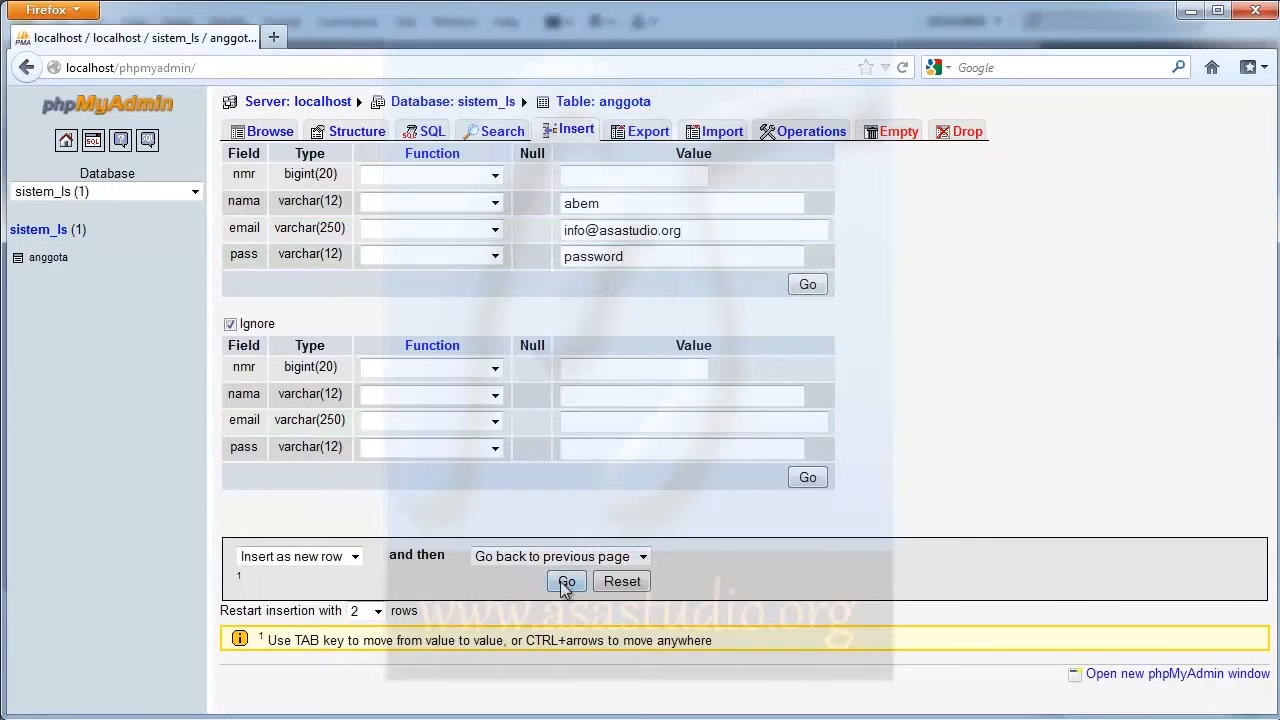 Firefox
localhost / localhost / sistem_ls / anggot...
localhost/phpmyadmin/
Google
phpMyAdmin
Database
sistem_ls (1)
sistem_ls (1)
anggota
Server: localhost Database: sistem_ls Table: anggota
Browse Structure SQL Search Insert Export Import Operations Empty Drop
Field Type Function Null Value
nmr bigint(20)
nama varchar(12) abem
email varchar(250) info@asastudio.org
pass varchar(12) password
Go
Ignore
Field Type Function Null Value
nmr bigint(20)
nama varchar(12)
email varchar(250)
pass varchar(12)
Go
Insert as new row and then Go back to previous page
1
Go Reset
www.asastudio.org
Restart insertion with 2 rows
1 Use TAB key to move from value to value, or CTRL+arrows to move anywhere
Open new phpMyAdmin window